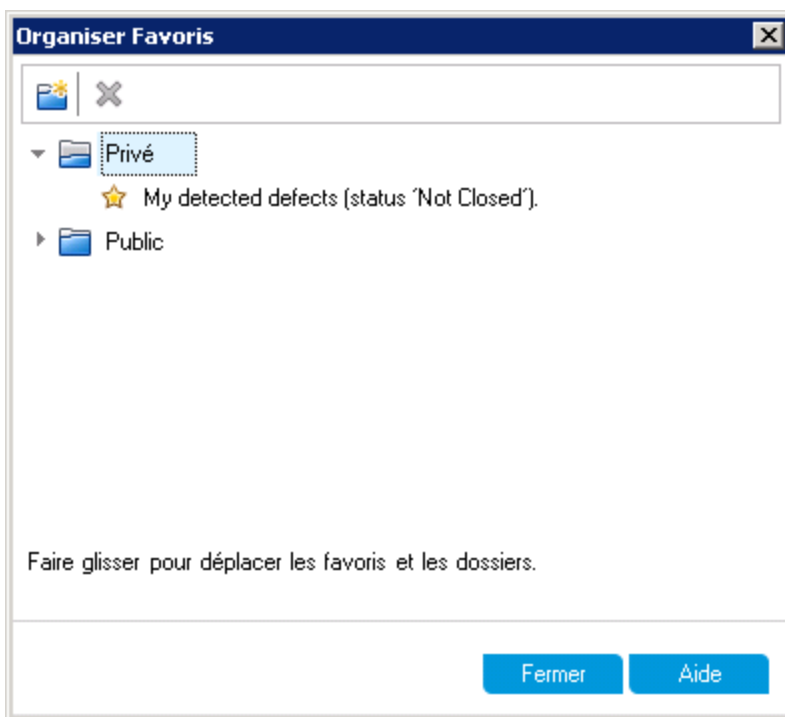 Organiser Favoris
Privé
My detected defects (status ´Not Closed´).
Public
Faire glisser pour déplacer les favoris et les dossiers.
Fermer
Aide